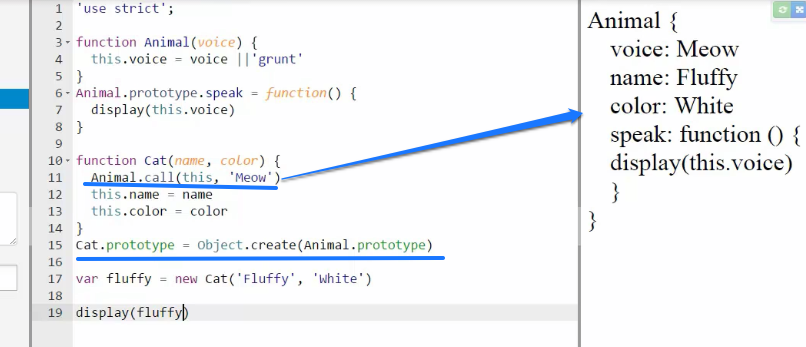 1 'use strict';
2
3 function Animal(voice) {
4 this.voice = voice ||'grunt'
5 }
6 Animal.prototype.speak = function() {
7 display(this.voice)
8 }
9
10 function Cat(name, color) {
11 Animal.call(this, 'Meow')
12 this.name = name
13 this.color = color
14 }
15 Cat.prototype = Object.create(Animal.prototype)
16
17 var fluffy = new Cat('Fluffy', 'White')
18
19 display(fluffy)
Animal {
voice: Meow
name: Fluffy
color: White
speak: function () {
display(this.voice)
}
}